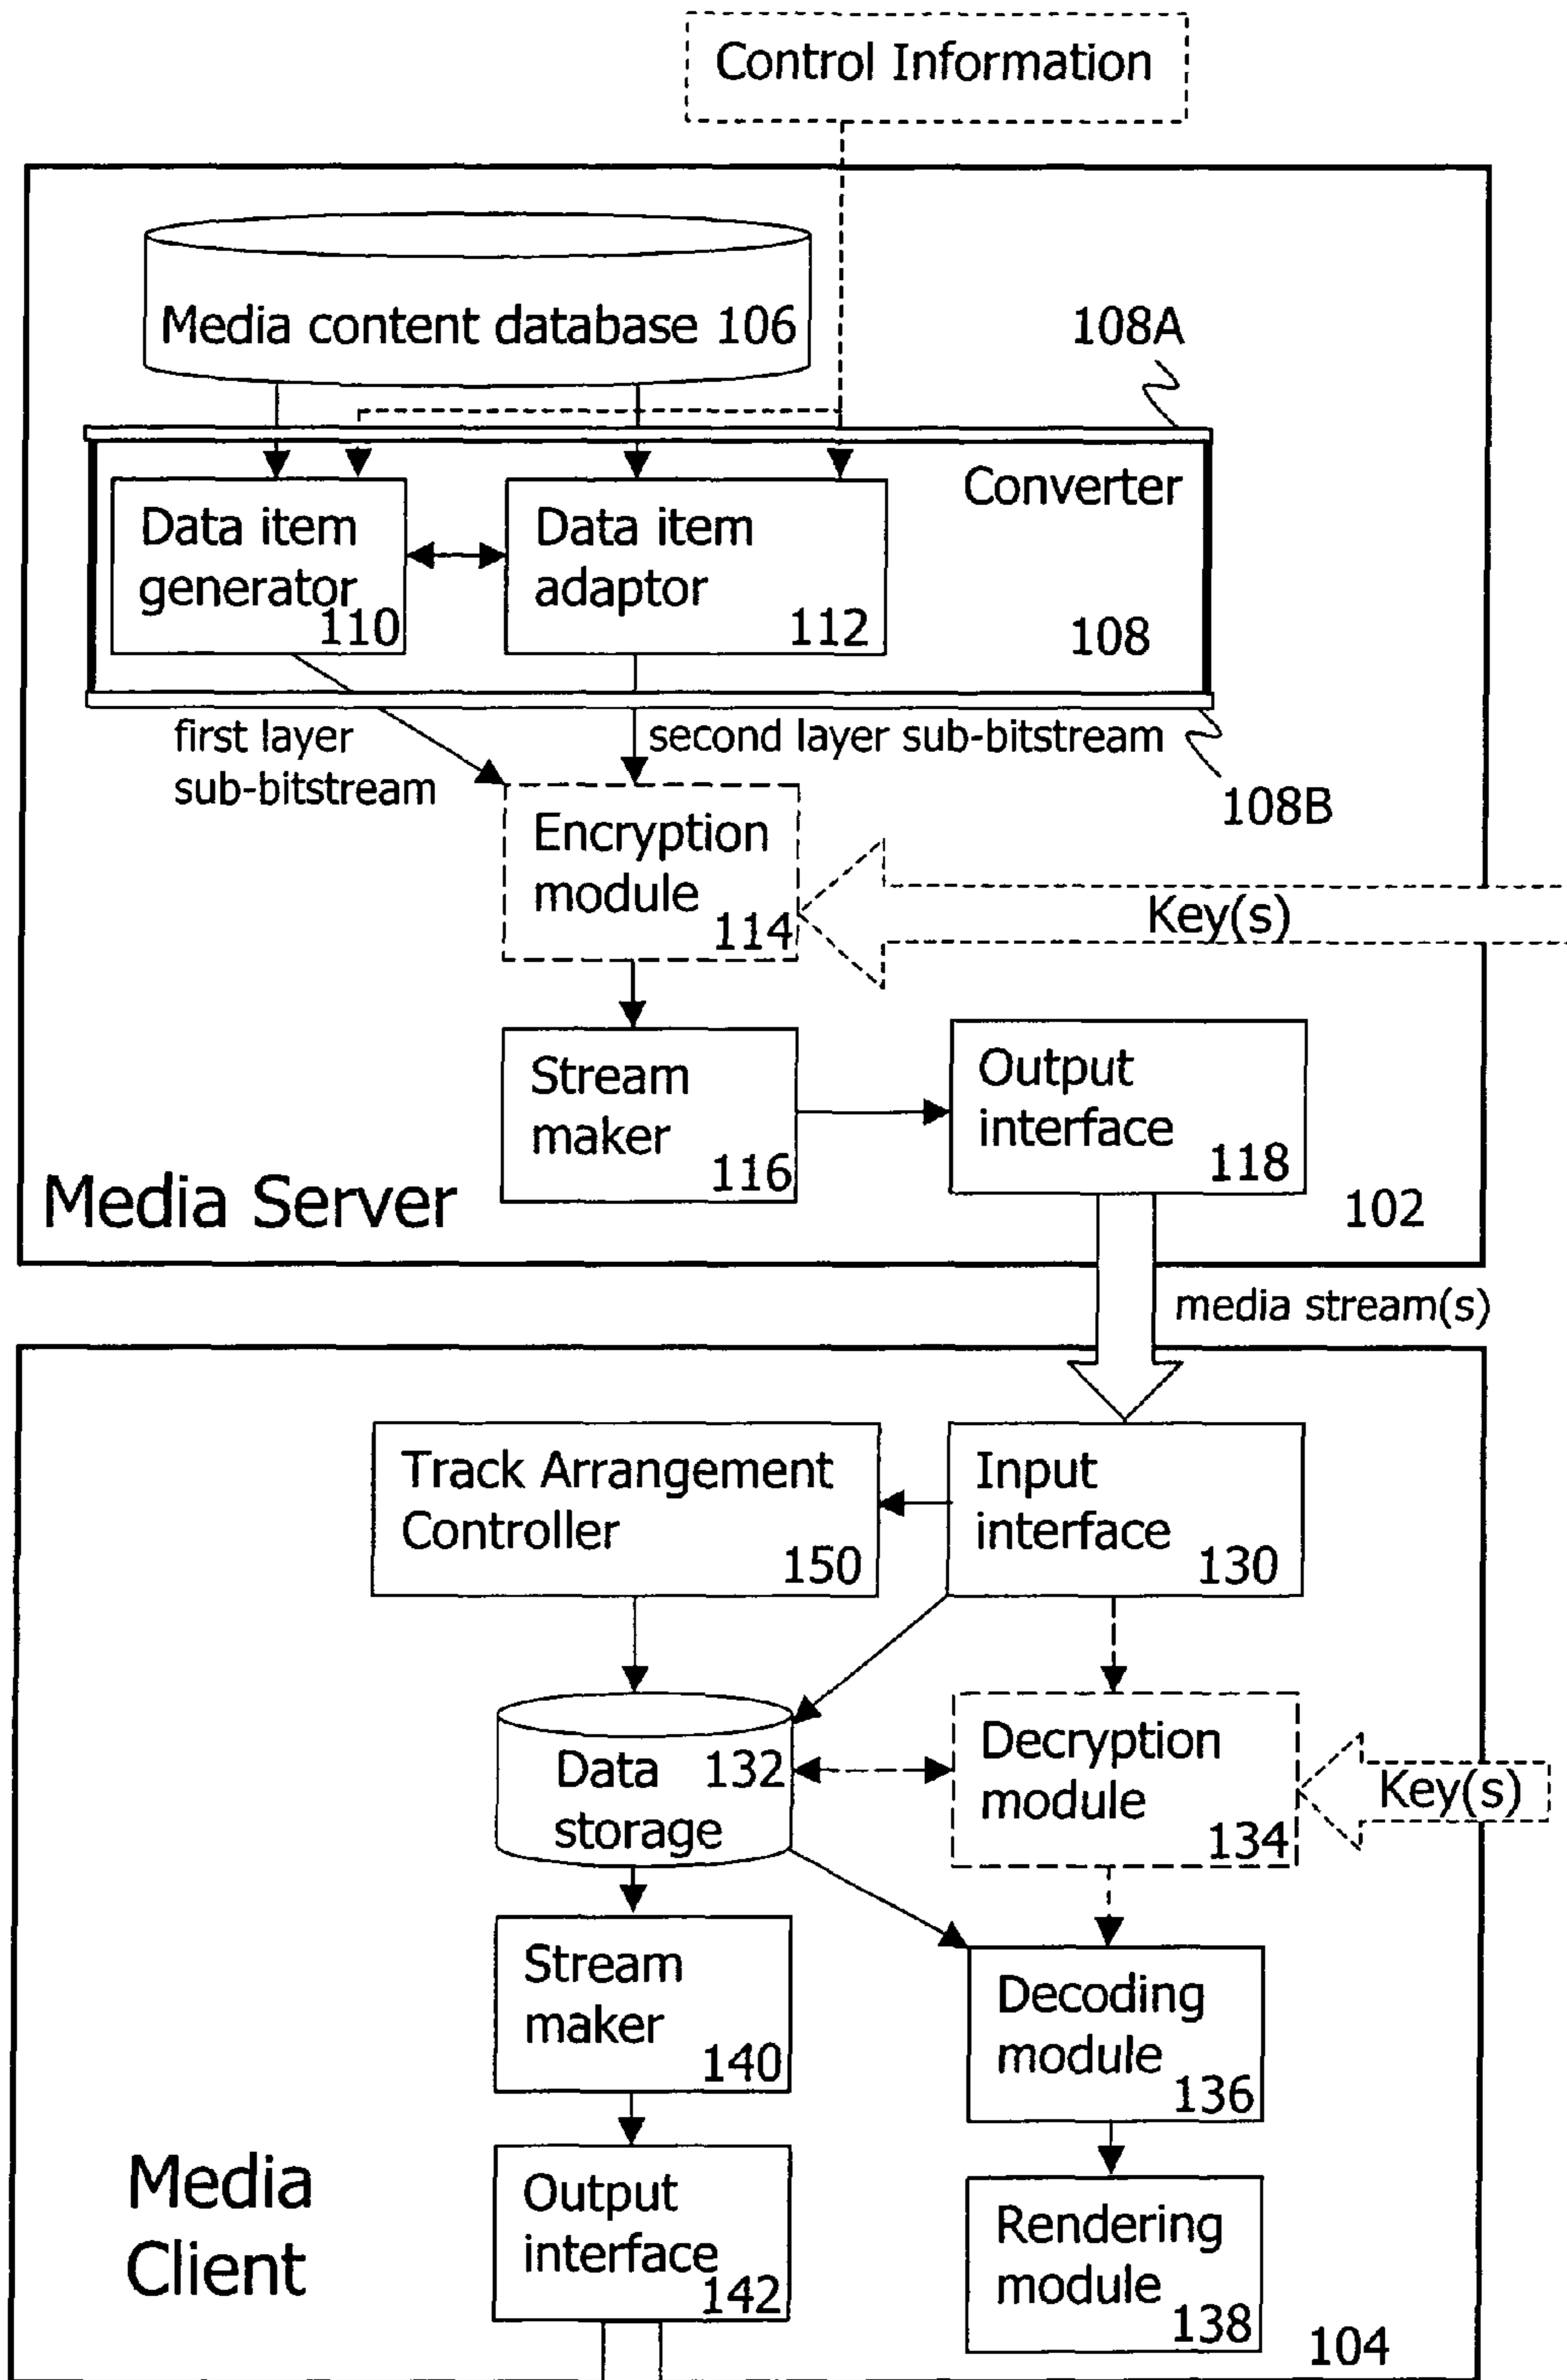 Control Information
Media content database 106
108A
Converter
Data item
generator
110
Data item
adaptor
112
108
first layer
sub-bitstream
second layer sub-bitstream
108B
Encryption
module
114
Key(s)
Stream
maker
116
Output
interface
118
Media Server
102
media stream(s)
Track Arrangement
Controller
150
Input
interface
130
Data 132
storage
Decryption
module
134
Key(s)
Stream
maker
140
Decoding
module
136
Media
Client
Output
interface
142
Rendering
module
138
104